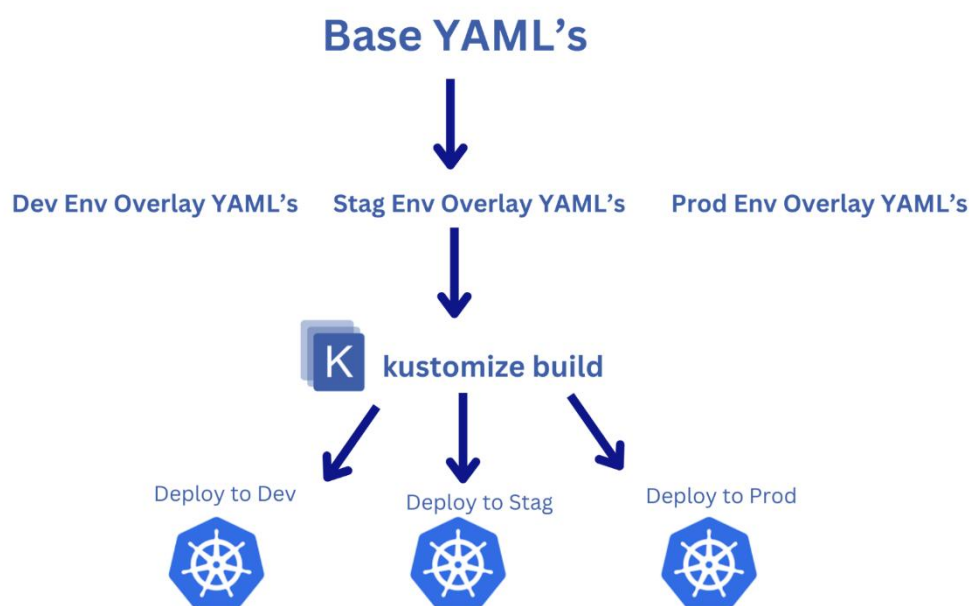 Base YAML’s
Dev Env Overlay YAML’s
Stag Env Overlay YAML’s
Prod Env Overlay YAML’s
K
kustomize build
Deploy to Dev
Deploy to Stag
Deploy to Prod